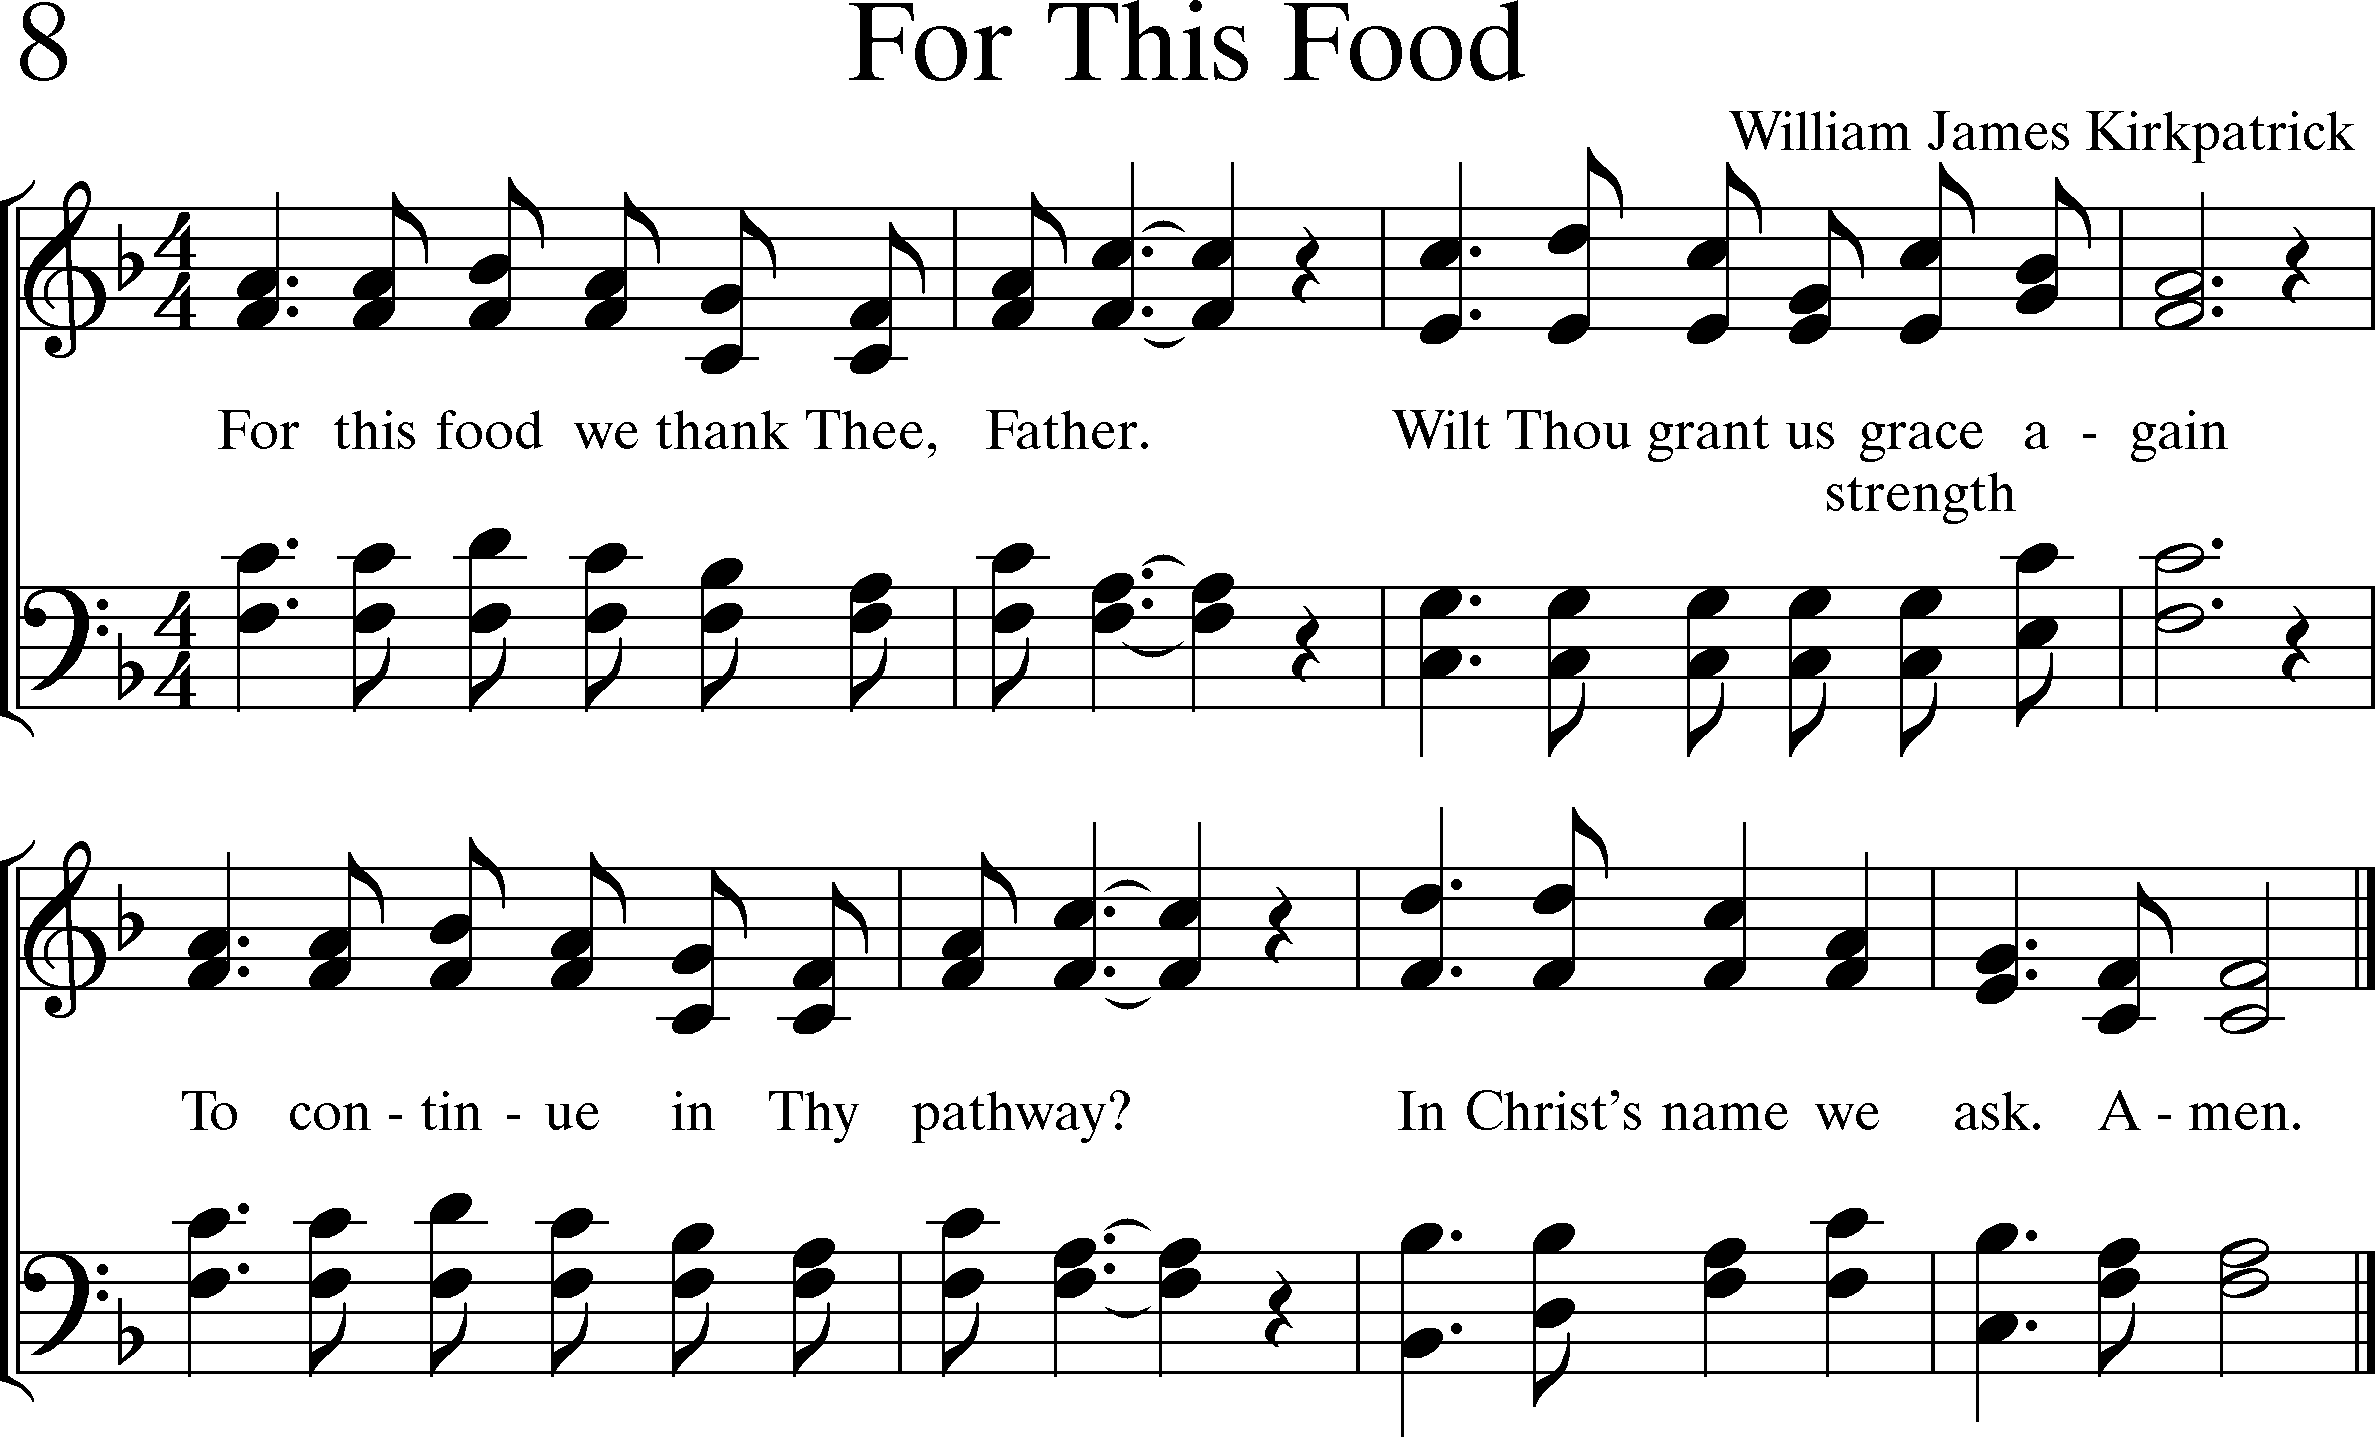 8 For This Food
William James Kirkpatrick
For this food we thank Thee, Father. Wilt Thou grant us grace a - gain
strength
To con - tin - ue in Thy pathway? In Christ's name we ask. A - men.